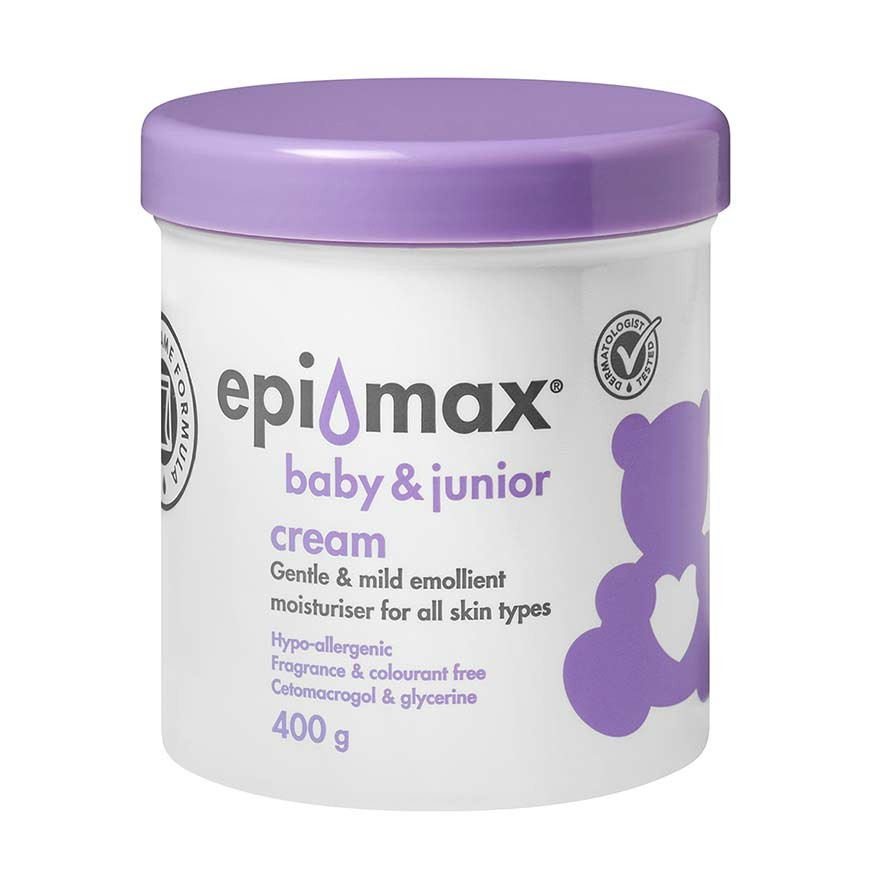 epimax®
baby & junior
cream
Gentle & mild emollient
moisturiser for all skin types
Hypo-allergenic
Fragrance & colourant free
Cetomacrogol & glycerine
400 g
DERMATOLOGIST
TESTED
FORMULA